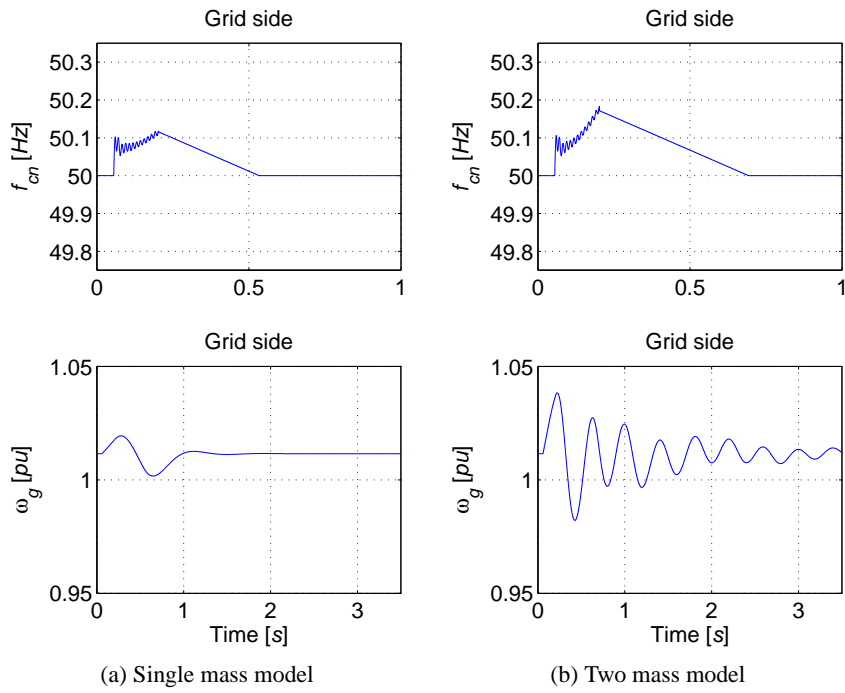 Grid side
50.3
50.2
50.1
50
49.9
49.8
f_cn [Hz]
0
0.5
1
Grid side
50.3
50.2
50.1
50
49.9
49.8
f_cn [Hz]
0
0.5
1
Grid side
1.05
1
0.95
ω_g [pu]
0
1
2
3
Time [s]
(a) Single mass model
Grid side
1.05
1
0.95
ω_g [pu]
0
1
2
3
Time [s]
(b) Two mass model